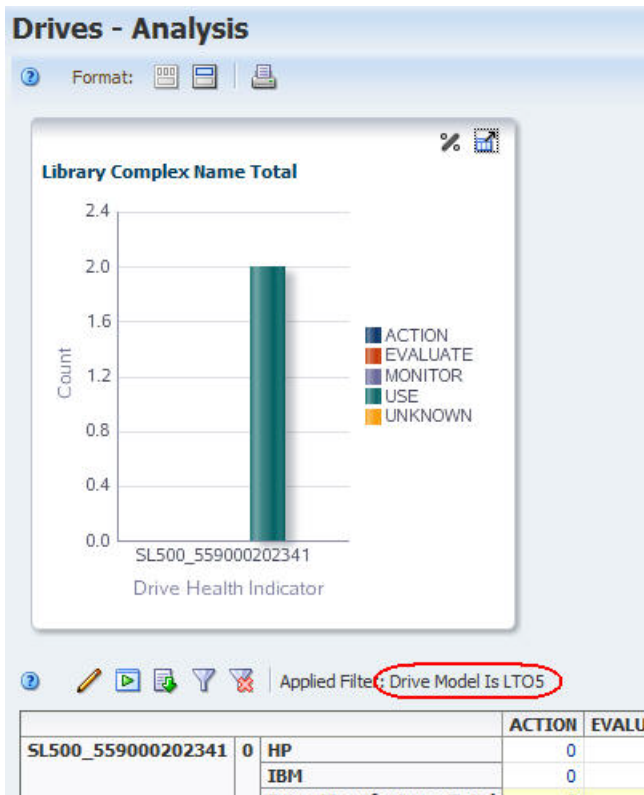 Drives - Analysis
Format:
Library Complex Name Total
2.4
2.0
1.6
1.2
0.8
0.4
0.0
Count
ACTION
EVALUATE
MONITOR
USE
UNKNOWN
SL500_559000202341
Drive Health Indicator
Applied Filter: Drive Model Is LTO5
ACTION EVALU
SL500_559000202341 0 HP 0
IBM 0